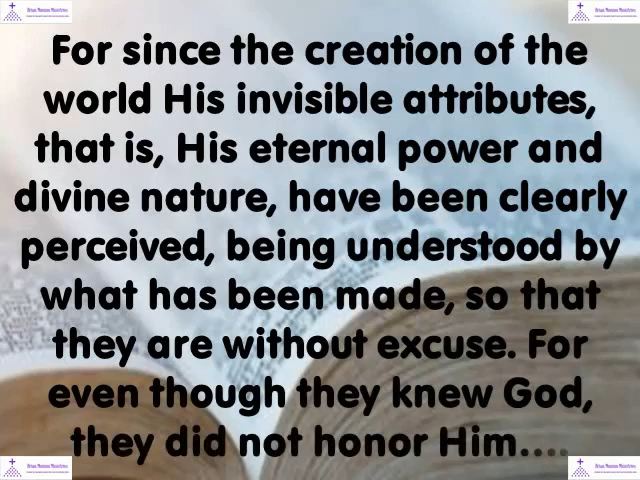 For since the creation of the
world His invisible attributes,
that is, His eternal power and
divine nature, have been clearly
perceived, being understood by
what has been made, so that
they are without excuse. For
even though they knew God,
they did not honor Him....